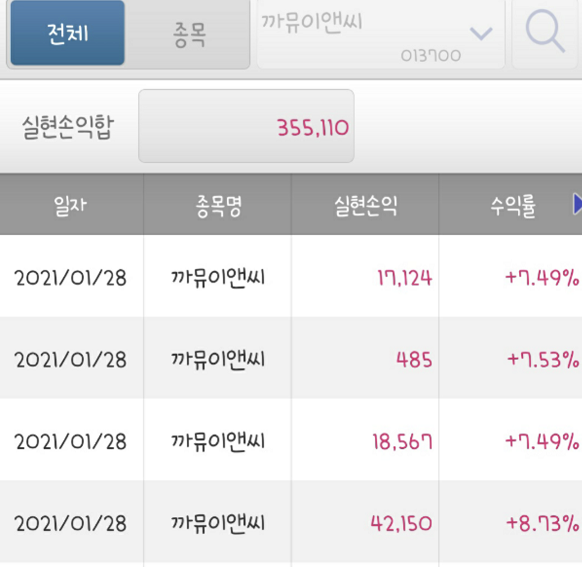 전체 종목 까뮤이앤씨
013700
실현손익합 355,110
일자 종목명 실현손익 수익률
2021/01/28 까뮤이앤씨 17,124 +7.49%
2021/01/28 까뮤이앤씨 485 +7.53%
2021/01/28 까뮤이앤씨 18,567 +7.49%
2021/01/28 까뮤이앤씨 42,150 +8.73%